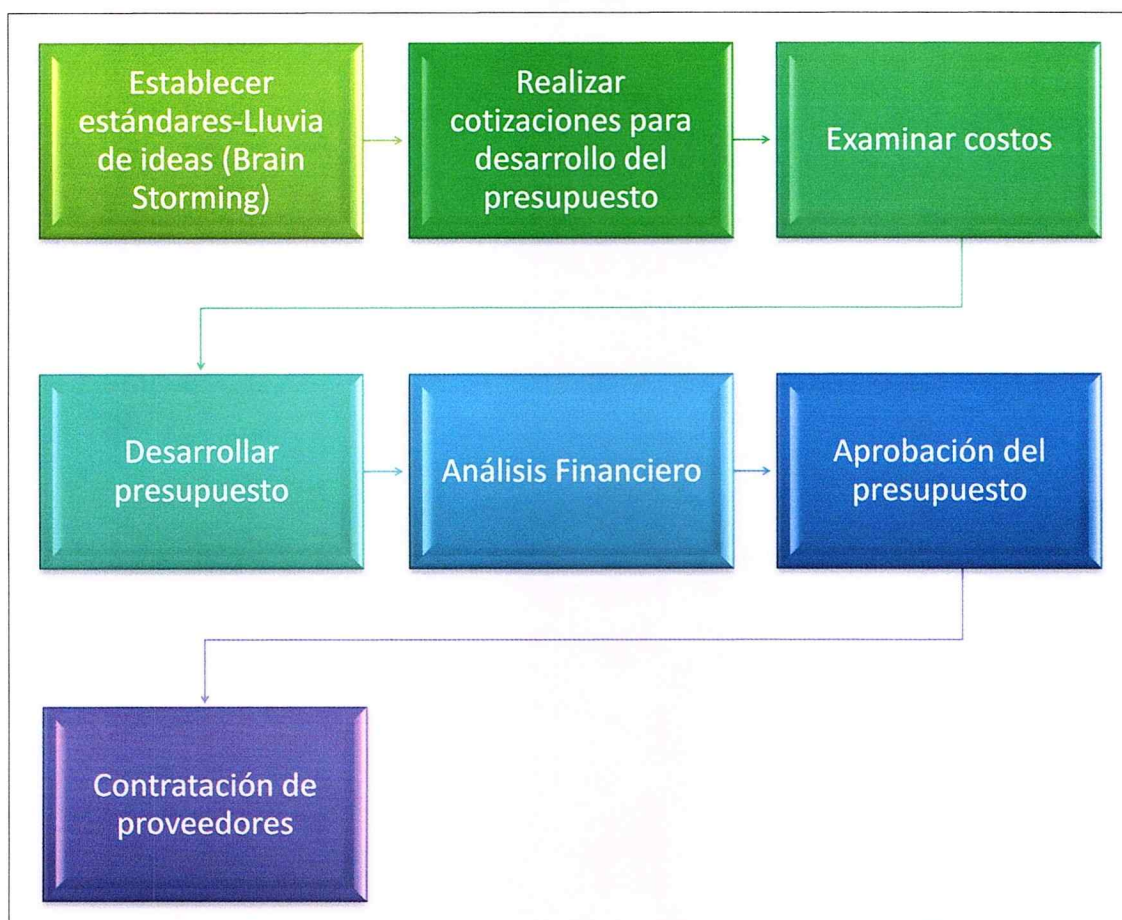 Establecer
estándares-Lluvia
de ideas (Brain
Storming)
Realizar
cotizaciones para
desarrollo del
presupuesto
Examinar costos
Desarrollar
presupuesto
Análisis Financiero
Aprobación del
presupuesto
Contratación de
proveedores